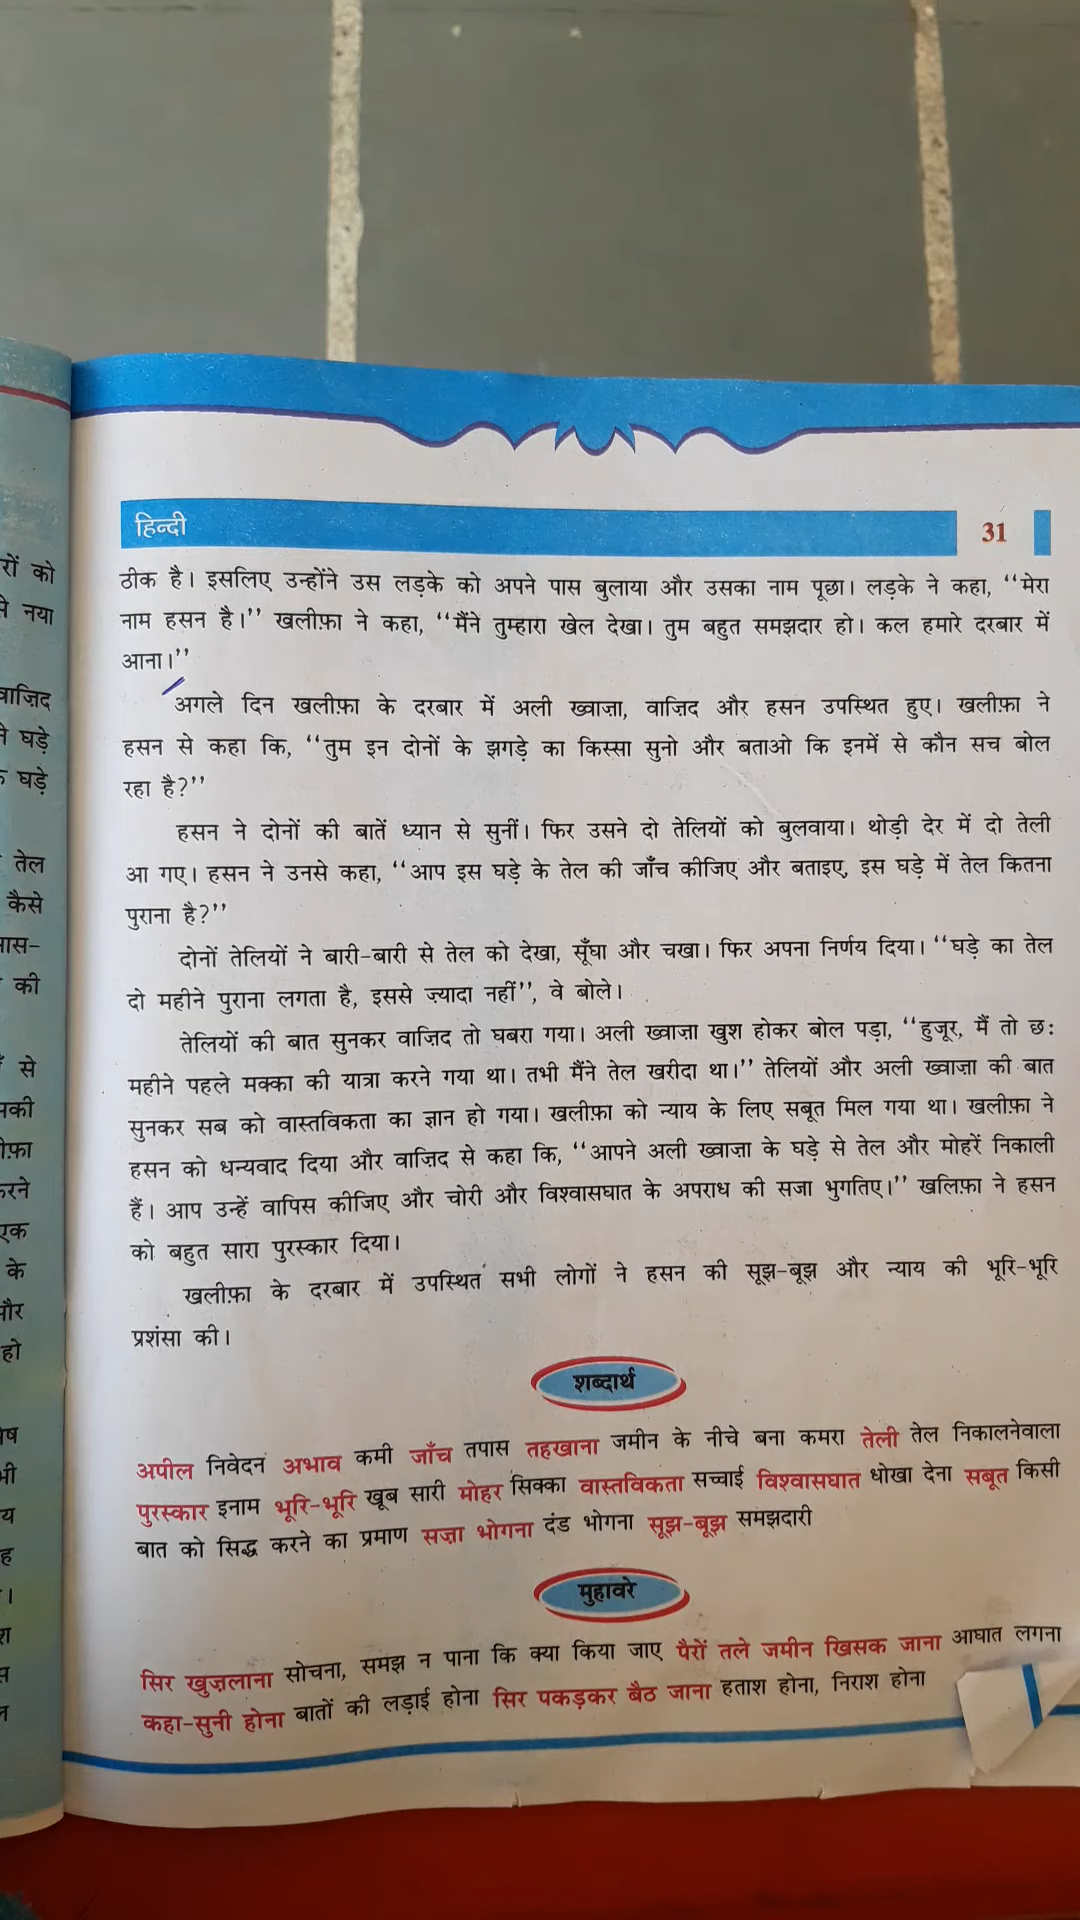 हिन्दी
31
ठीक है। इसलिए उन्होंने उस लड़के को अपने पास बुलाया और उसका नाम पूछा। लड़के ने कहा, ‘‘मेरा
नाम हसन है।’’ खलीफ़ा ने कहा, ‘‘मैंने तुम्हारा खेल देखा। तुम बहुत समझदार हो। कल हमारे दरबार में
आना।’’
अगले दिन खलीफ़ा के दरबार में अली ख्वाज़ा, वाज़िद और हसन उपस्थित हुए। खलीफ़ा ने
हसन से कहा कि, ‘‘तुम इन दोनों के झगड़े का किस्सा सुनो और बताओ कि इनमें से कौन सच बोल
रहा है?’’
हसन ने दोनों की बातें ध्यान से सुनीं। फिर उसने दो तेलियों को बुलवाया। थोड़ी देर में दो तेली
आ गए। हसन ने उनसे कहा, ‘‘आप इस घड़े के तेल की जाँच कीजिए और बताइए, इस घड़े में तेल कितना
पुराना है?’’
दोनों तेलियों ने बारी-बारी से तेल को देखा, सूँघा और चखा। फिर अपना निर्णय दिया। ‘‘घड़े का तेल
दो महीने पुराना लगता है, इससे ज़्यादा नहीं’’, वे बोले।
तेलियों की बात सुनकर वाज़िद तो घबरा गया। अली ख्वाज़ा खुश होकर बोल पड़ा, ‘‘हुजूर, मैं तो छः
महीने पहले मक्का की यात्रा करने गया था। तभी मैंने तेल खरीदा था।’’ तेलियों और अली ख्वाज़ा की बात
सुनकर सब को वास्तविकता का ज्ञान हो गया। खलीफ़ा को न्याय के लिए सबूत मिल गया था। खलीफ़ा ने
हसन को धन्यवाद दिया और वाज़िद से कहा कि, ‘‘आपने अली ख्वाज़ा के घड़े से तेल और मोहरें निकाली
हैं। आप उन्हें वापिस कीजिए और चोरी और विश्वासघात के अपराध की सजा भुगतिए।’’ खलिफ़ा ने हसन
को बहुत सारा पुरस्कार दिया।
खलीफ़ा के दरबार में उपस्थित सभी लोगों ने हसन की सूझ-बूझ और न्याय की भूरि-भूरि
प्रशंसा की।
शब्दार्थ
अपील निवेदन अभाव कमी जाँच तपास तहखाना जमीन के नीचे बना कमरा तेली तेल निकालनेवाला
पुरस्कार इनाम भूरि-भूरि खूब सारी मोहर सिक्का वास्तविकता सच्चाई विश्वासघात धोखा देना सबूत किसी
बात को सिद्ध करने का प्रमाण सज़ा भोगना दंड भोगना सूझ-बूझ समझदारी
मुहावरे
सिर खुज़लाना सोचना, समझ न पाना कि क्या किया जाए पैरों तले जमीन खिसक जाना आघात लगना
कहा-सुनी होना बातों की लड़ाई होना सिर पकड़कर बैठ जाना हताश होना, निराश होना